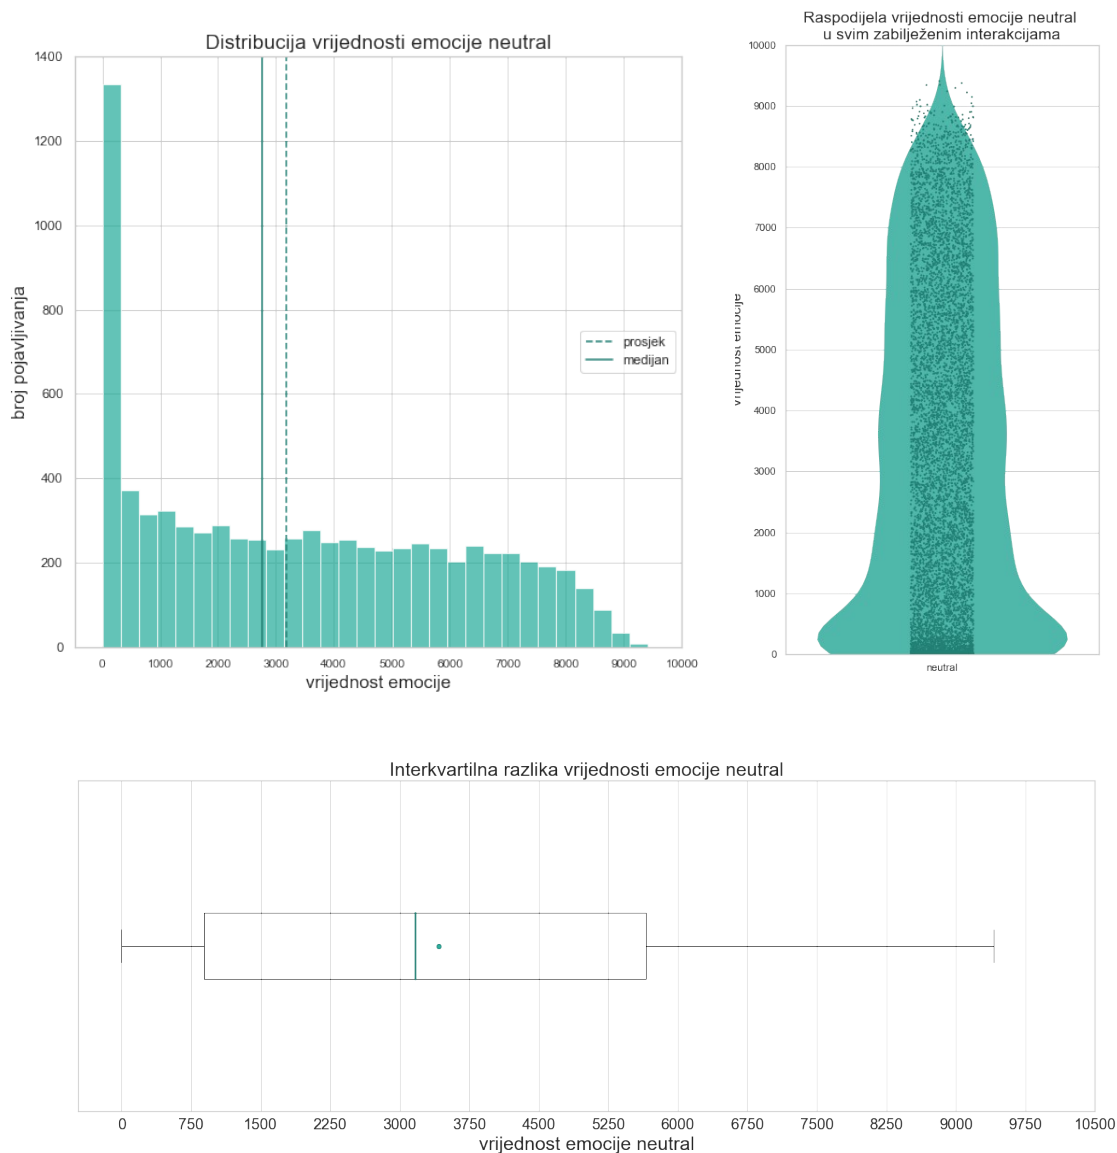 Distribucija vrijednosti emocije neutral
1400
1200
1000
800
600
400
200
0
broj pojavljivanja
prosjek
medijan
0 1000 2000 3000 4000 5000 6000 7000 8000 9000 10000
vrijednost emocije
Raspodijela vrijednosti emocije neutral
u svim zabilježenim interakcijama
10000
9000
8000
7000
6000
5000
4000
3000
2000
1000
0
vrijednost emocije
neutral
Interkvartilna razlika vrijednosti emocije neutral
0 750 1500 2250 3000 3750 4500 5250 6000 6750 7500 8250 9000 9750 10500
vrijednost emocije neutral